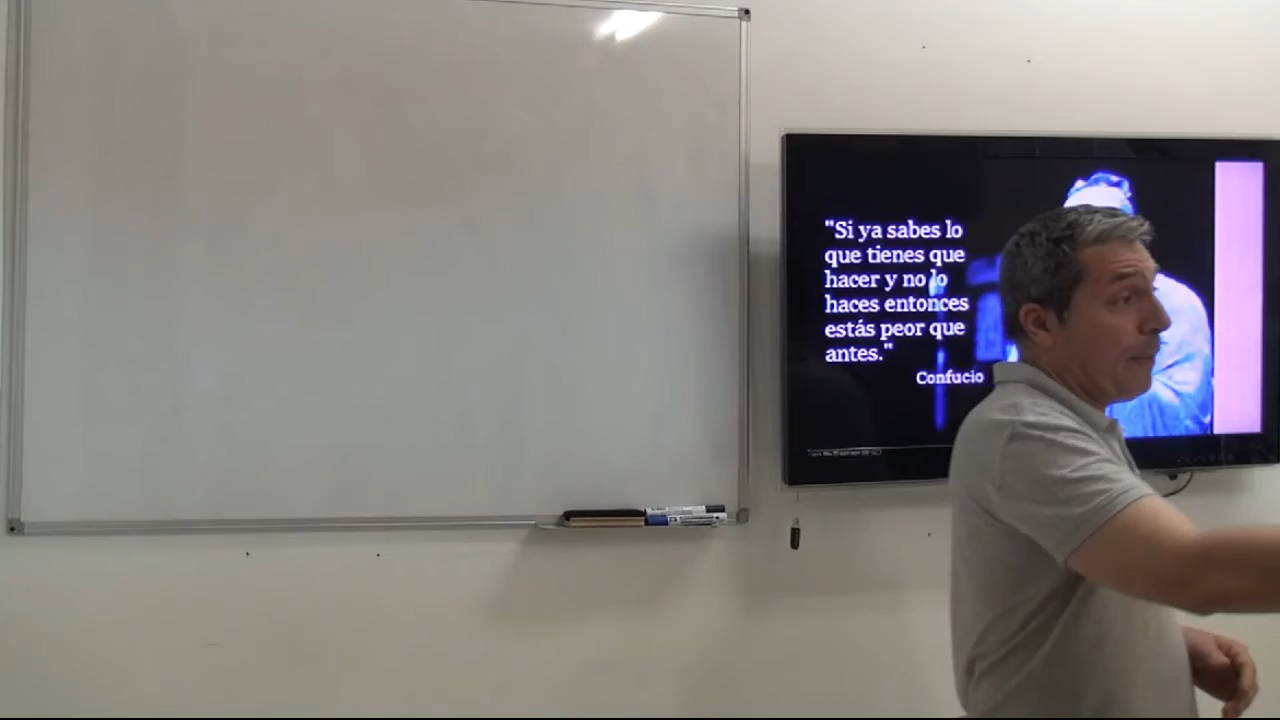 "Si ya sabes lo
que tienes que
hacer y no lo
haces entonces
estás peor que
antes."
Confucio